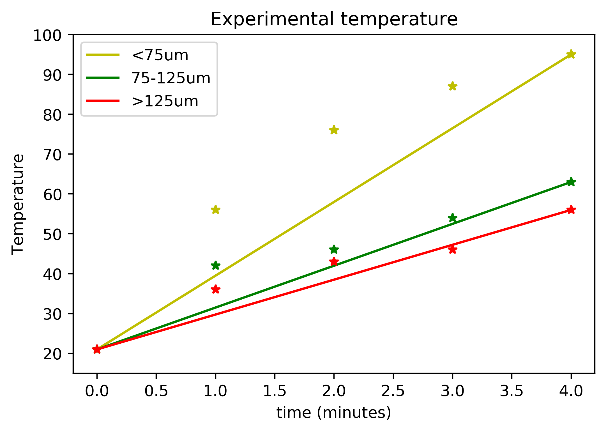 Experimental temperature
<75um
75-125um
>125um
Temperature
100
90
80
70
60
50
40
30
20
0.0 0.5 1.0 1.5 2.0 2.5 3.0 3.5 4.0
time (minutes)